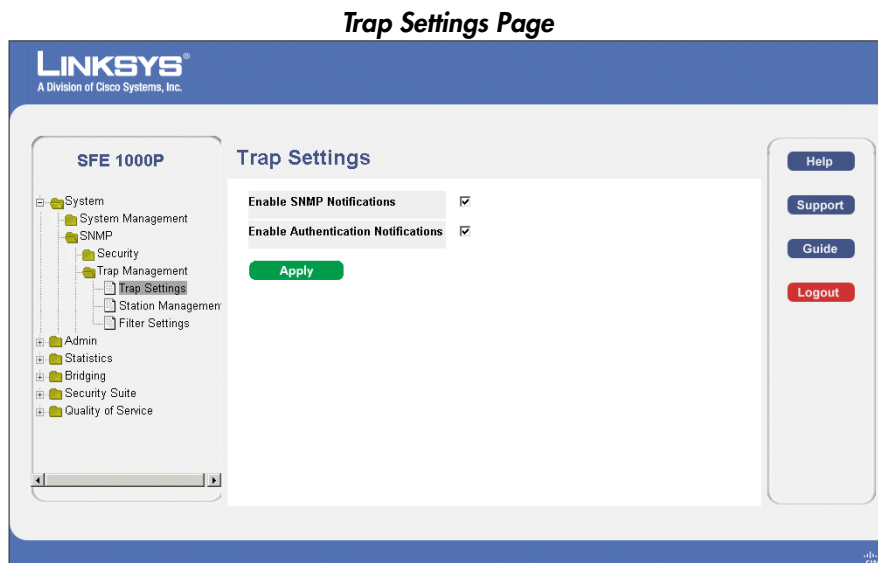 Trap Settings Page
LINKSYS®
A Division of Cisco Systems, Inc.
SFE 1000P
System
System Management
SNMP
Security
Trap Management
Trap Settings
Station Managemen
Filter Settings
Admin
Statistics
Bridging
Security Suite
Quality of Service
Trap Settings
Enable SNMP Notifications
Enable Authentication Notifications
Apply
Help
Support
Guide
Logout